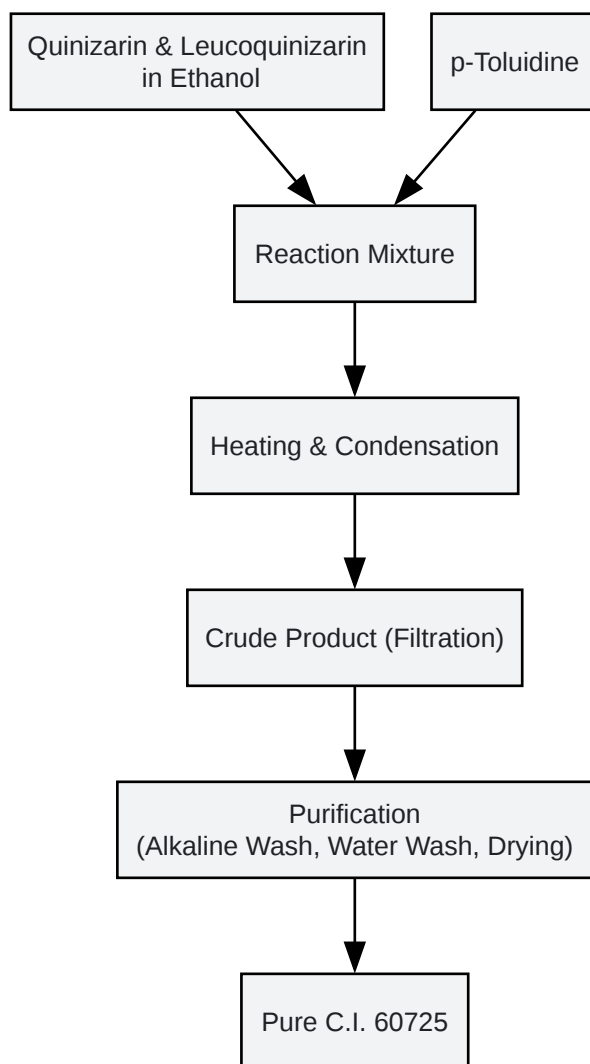 Quinizarin & Leucoquinizarin
in Ethanol
p-Toluidine
Reaction Mixture
Heating & Condensation
Crude Product (Filtration)
Purification
(Alkaline Wash, Water Wash, Drying)
Pure C.I. 60725